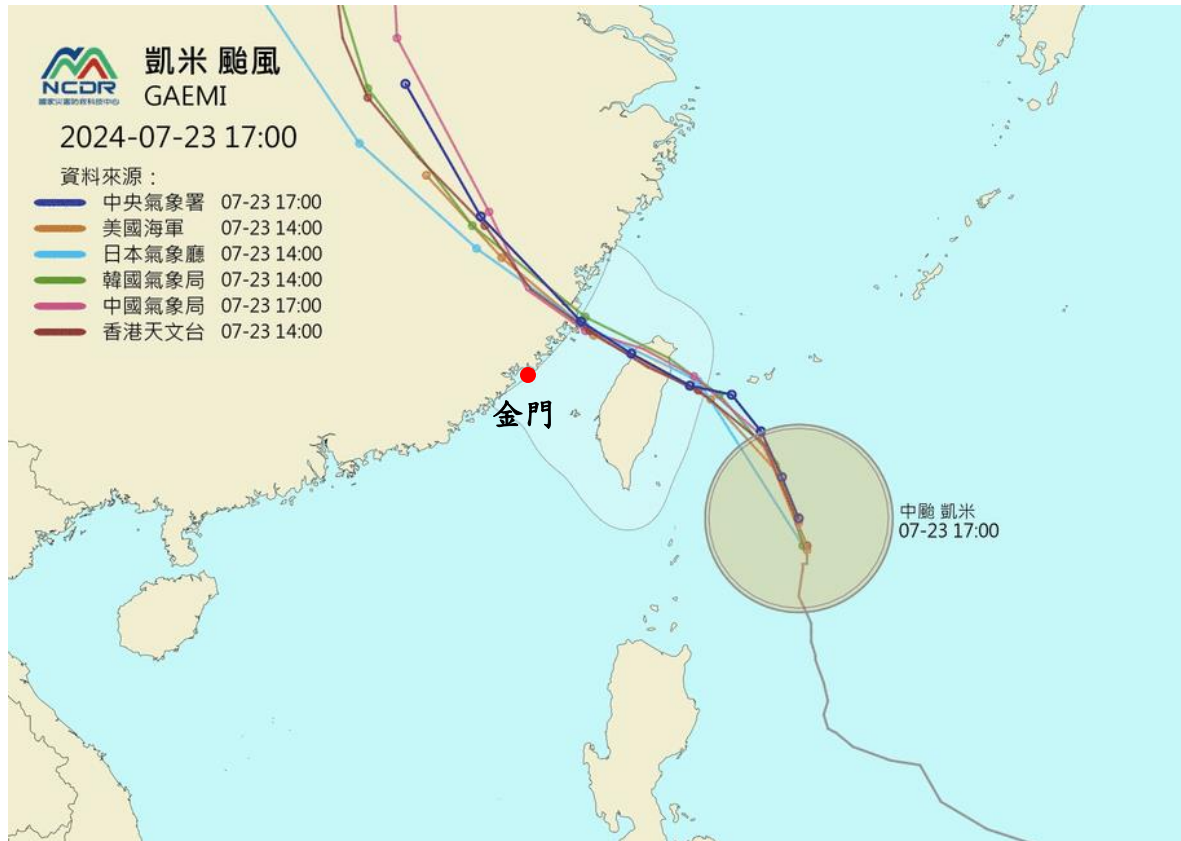 凱米 颱風
NCDR
國家災害防救科技中心
GAEMI
2024-07-23 17:00
資料來源：
中央氣象署 07-23 17:00
美國海軍 07-23 14:00
日本氣象廳 07-23 14:00
韓國氣象局 07-23 14:00
中國氣象局 07-23 17:00
香港天文台 07-23 14:00
金門
中颱 凱米
07-23 17:00